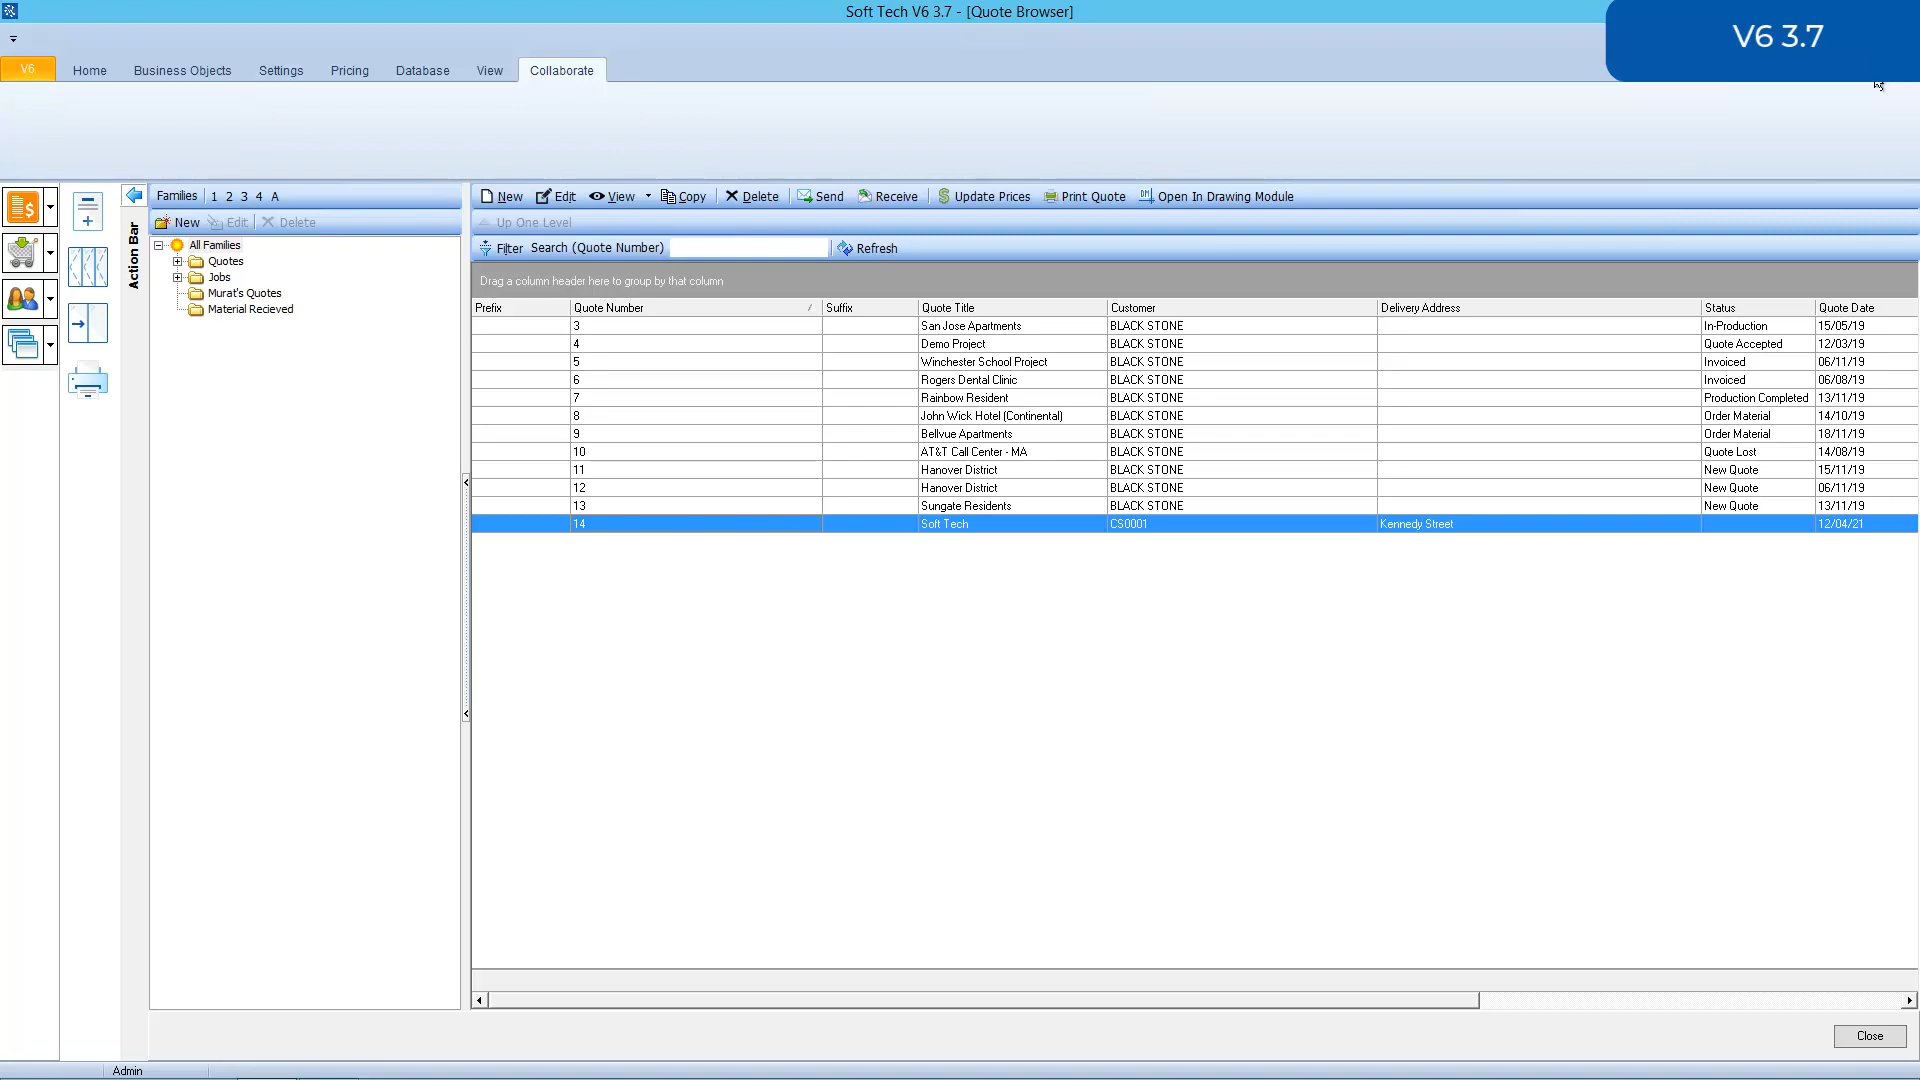 Soft Tech V6 3.7 - [Quote Browser]
V6 3.7
V6 Home Business Objects Settings Pricing Database View Collaborate
Action Bar
Families 1 2 3 4 A
New Edit Delete
All Families
Quotes
Jobs
Murat's Quotes
Material Recieved
New Edit View Copy Delete Send Receive Update Prices Print Quote Open In Drawing Module
Up One Level
Filter Search (Quote Number) Refresh
Drag a column header here to group by that column
Prefix Quote Number Suffix Quote Title Customer Delivery Address Status Quote Date
3 San Jose Apartments BLACK STONE In-Production 15/05/19
4 Demo Project BLACK STONE Quote Accepted 12/03/19
5 Winchester School Project BLACK STONE Invoiced 06/11/19
6 Rogers Dental Clinic BLACK STONE Invoiced 06/08/19
7 Rainbow Resident BLACK STONE Production Completed 13/11/19
8 John Wick Hotel (Continental) BLACK STONE Order Material 14/10/19
9 Bellvue Apartments BLACK STONE Order Material 18/11/19
10 AT&T Call Center - MA BLACK STONE Quote Lost 14/08/19
11 Hanover District BLACK STONE New Quote 15/11/19
12 Hanover District BLACK STONE New Quote 06/11/19
13 Sungate Residents BLACK STONE New Quote 13/11/19
14 Soft Tech CS0001 Kennedy Street 12/04/21
Close
Admin